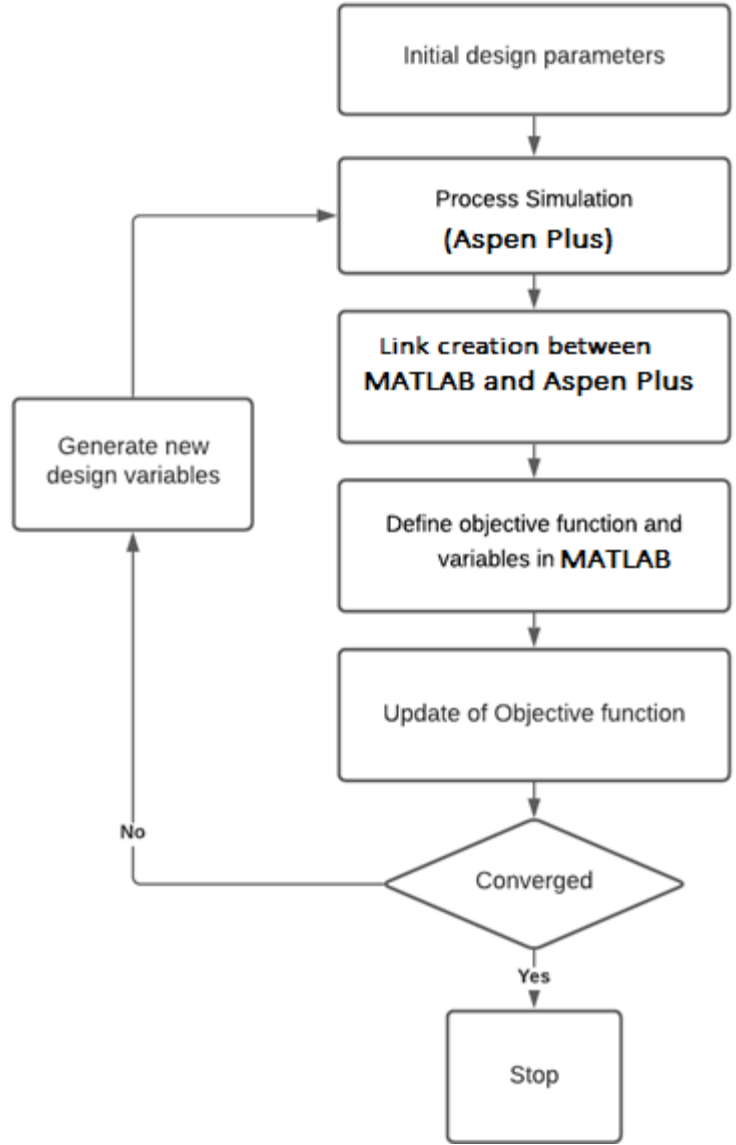 Initial design parameters
Process Simulation
(Aspen Plus)
Link creation between
MATLAB and Aspen Plus
Generate new
design variables
Define objective function and
variables in MATLAB
Update of Objective function
No
Converged
Yes
Stop